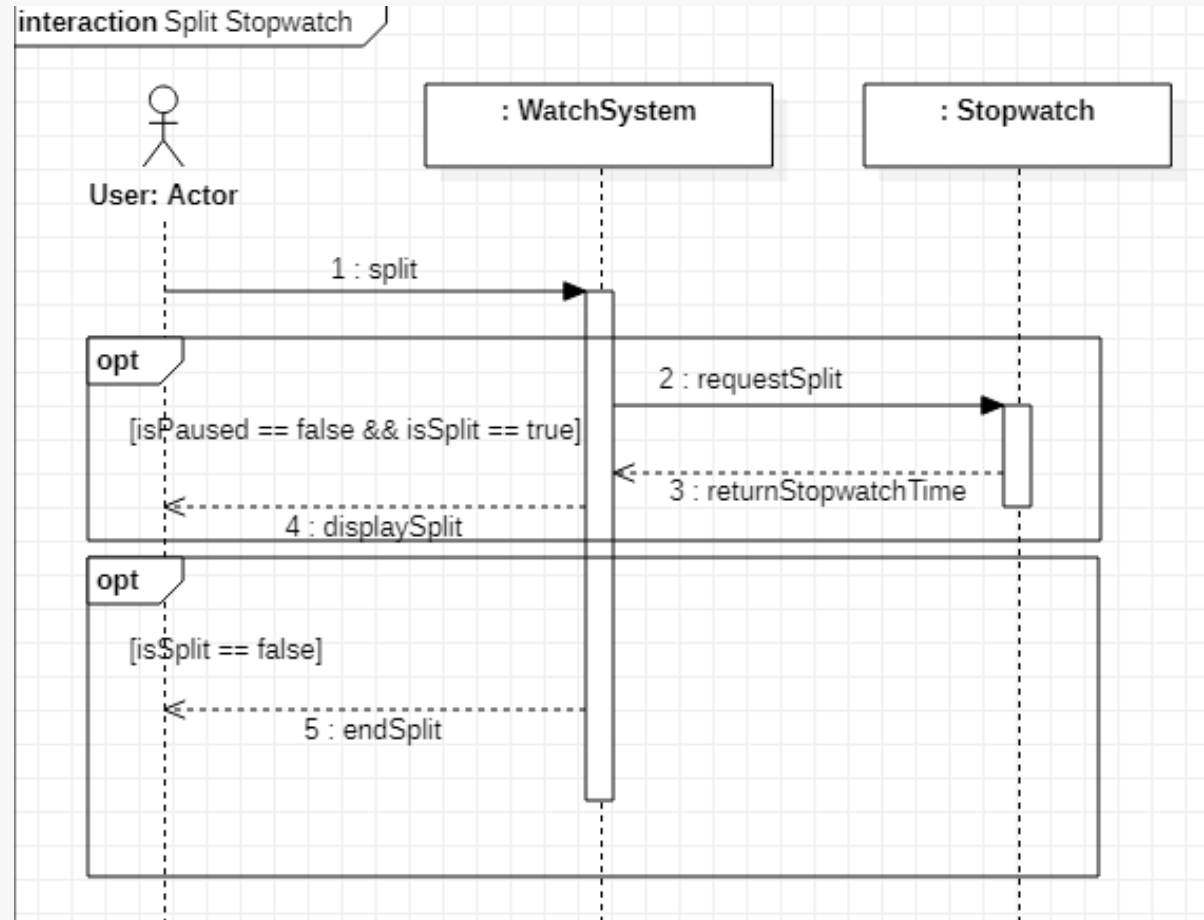 interaction Split Stopwatch
: WatchSystem
: Stopwatch
User: Actor
1 : split
opt
2 : requestSplit
[isPaused == false && isSplit == true]
3 : returnStopwatchTime
4 : displaySplit
opt
[isSplit == false]
5 : endSplit